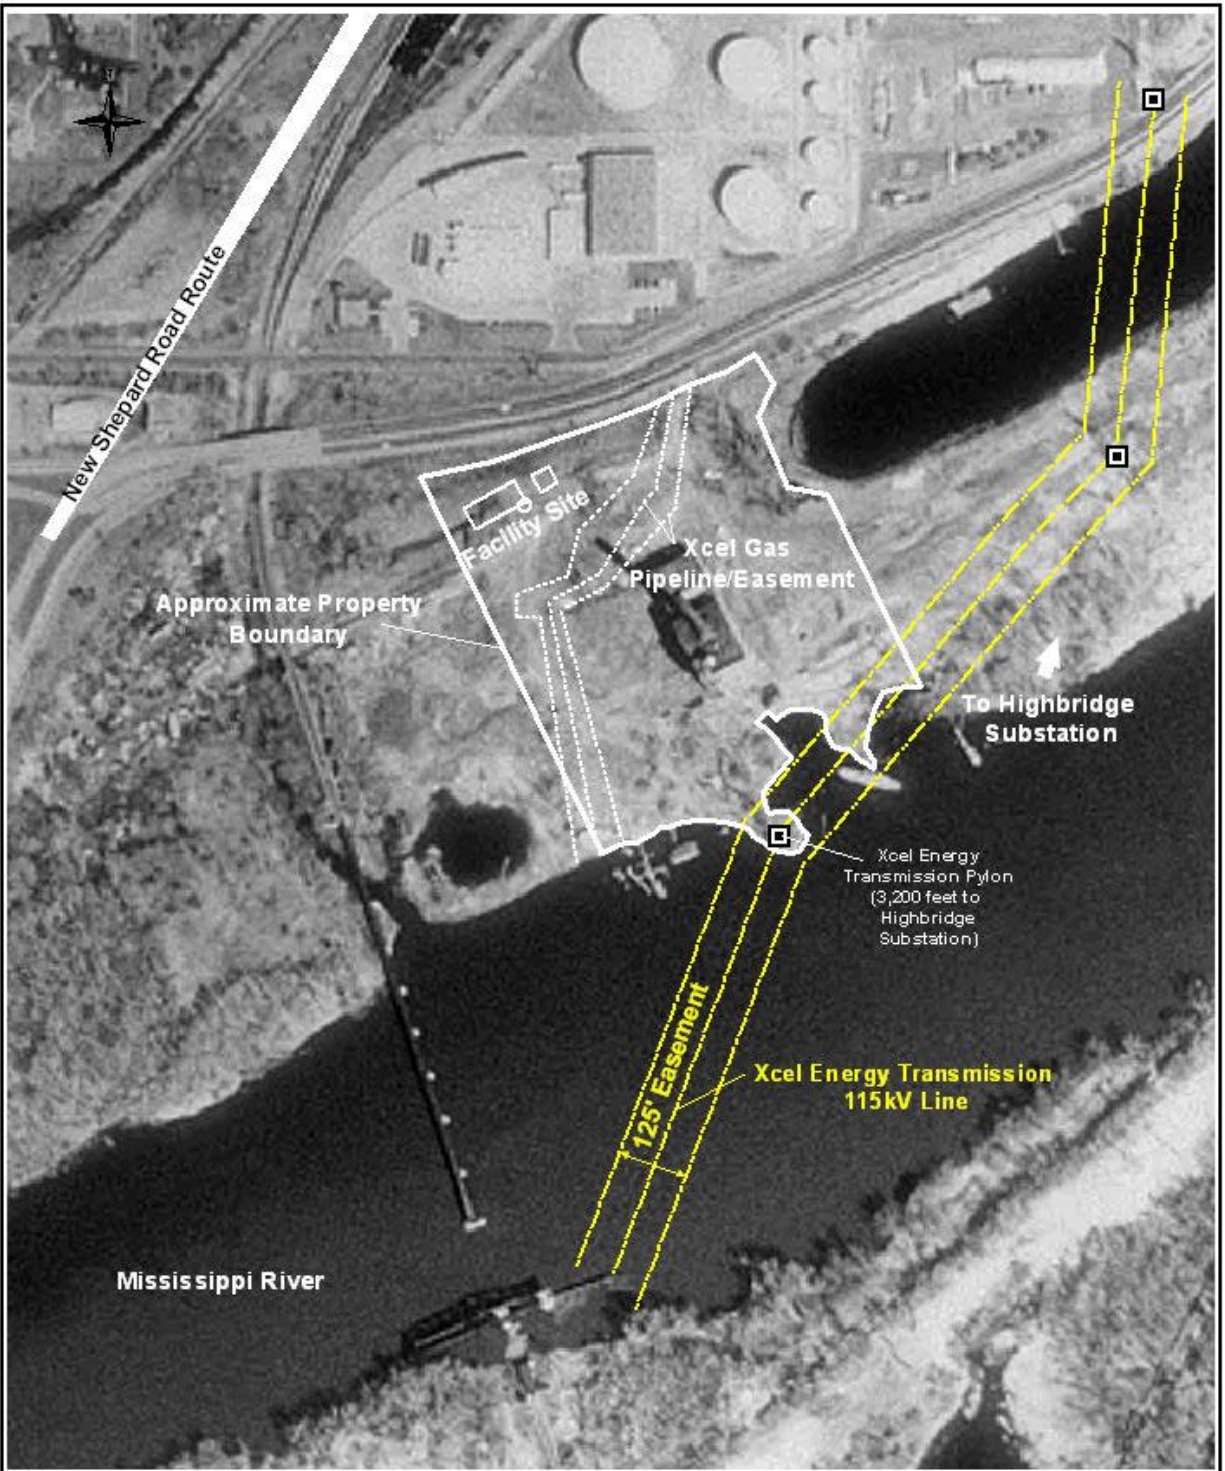 New Shepard Road Route
Facility Site
Xcel Gas
Pipeline/Easement
Approximate Property
Boundary
To Highbridge
Substation
Xcel Energy
Transmission Pylon
(3,200 feet to
Highbridge
Substation)
125' Easement
Xcel Energy Transmission
115kV Line
Mississippi River